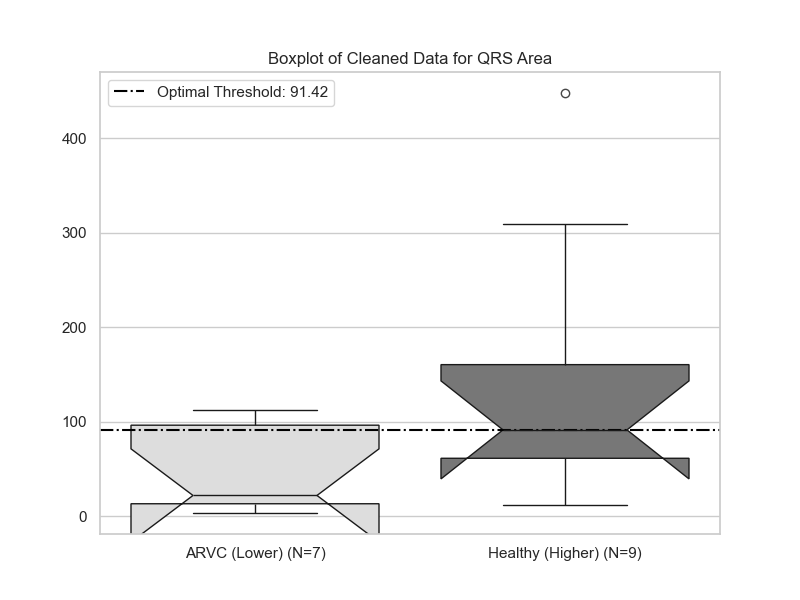 Boxplot of Cleaned Data for QRS Area
Optimal Threshold: 91.42
400
300
200
100
0
ARVC (Lower) (N=7)
Healthy (Higher) (N=9)